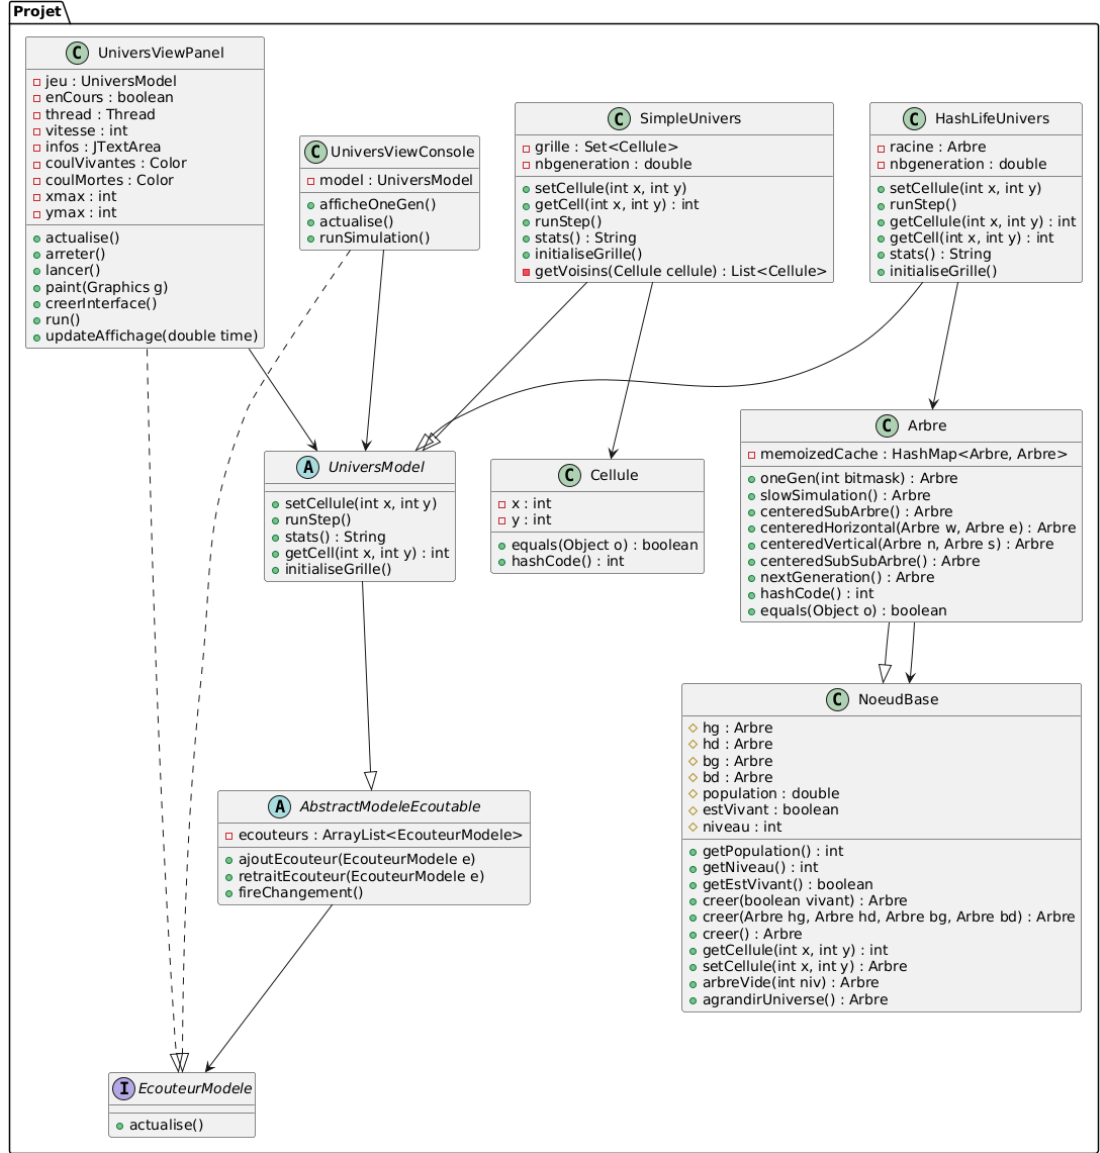 Projet
C UniversViewPanel
jeu : UniversModel
enCours : boolean
thread : Thread
vitesse : int
infos : JTextArea
coulVivantes : Color
coulMortes : Color
xmax : int
ymax : int
actualise()
arreter()
lancer()
paint(Graphics g)
creerInterface()
run()
updateAffichage(double time)
C UniversViewConsole
model : UniversModel
afficheOneGen()
actualise()
runSimulation()
C SimpleUnivers
grille : Set<Cellule>
nbgeneration : double
setCellule(int x, int y)
getCell(int x, int y) : int
runStep()
stats() : String
initialiseGrille()
getVoisins(Cellule cellule) : List<Cellule>
C HashLifeUnivers
racine : Arbre
nbgeneration : double
setCellule(int x, int y)
runStep()
getCellule(int x, int y) : int
getCell(int x, int y) : int
stats() : String
initialiseGrille()
A UniversModel
setCellule(int x, int y)
runStep()
stats() : String
getCell(int x, int y) : int
initialiseGrille()
C Cellule
x : int
y : int
equals(Object o) : boolean
hashCode() : int
C Arbre
memoizedCache : HashMap<Arbre, Arbre>
oneGen(int bitmask) : Arbre
slowSimulation() : Arbre
centeredSubArbre() : Arbre
centeredHorizontal(Arbre w, Arbre e) : Arbre
centeredVertical(Arbre n, Arbre s) : Arbre
centeredSubSubArbre() : Arbre
nextGeneration() : Arbre
hashCode() : int
equals(Object o) : boolean
C NoeudBase
hg : Arbre
hd : Arbre
bg : Arbre
bd : Arbre
population : double
estVivant : boolean
niveau : int
getPopulation() : int
getNiveau() : int
getEstVivant() : boolean
creer(boolean vivant) : Arbre
creer(Arbre hg, Arbre hd, Arbre bg, Arbre bd) : Arbre
creer() : Arbre
getCellule(int x, int y) : int
setCellule(int x, int y) : Arbre
arbreVide(int niv) : Arbre
agrandirUniverse() : Arbre
A AbstractModeleEcoutable
ecouteurs : ArrayList<EcouteurModele>
ajoutEcouteur(EcouteurModele e)
retraitEcouteur(EcouteurModele e)
fireChangement()
I EcouteurModele
actualise()